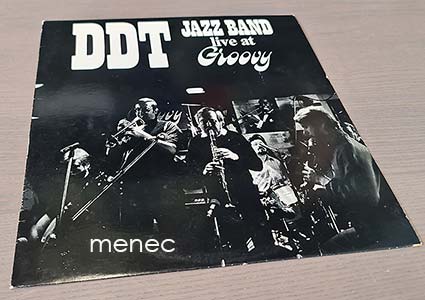 DDT JAZZ BAND
live at
Groovy
menec